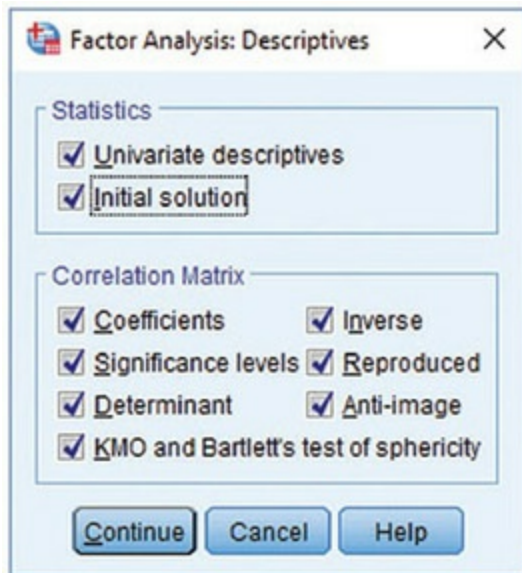 Factor Analysis: Descriptives
Statistics
Univariate descriptives
Initial solution
Correlation Matrix
Coefficients
Inverse
Significance levels
Reproduced
Determinant
Anti-image
KMO and Bartlett's test of sphericity
Continue
Cancel
Help